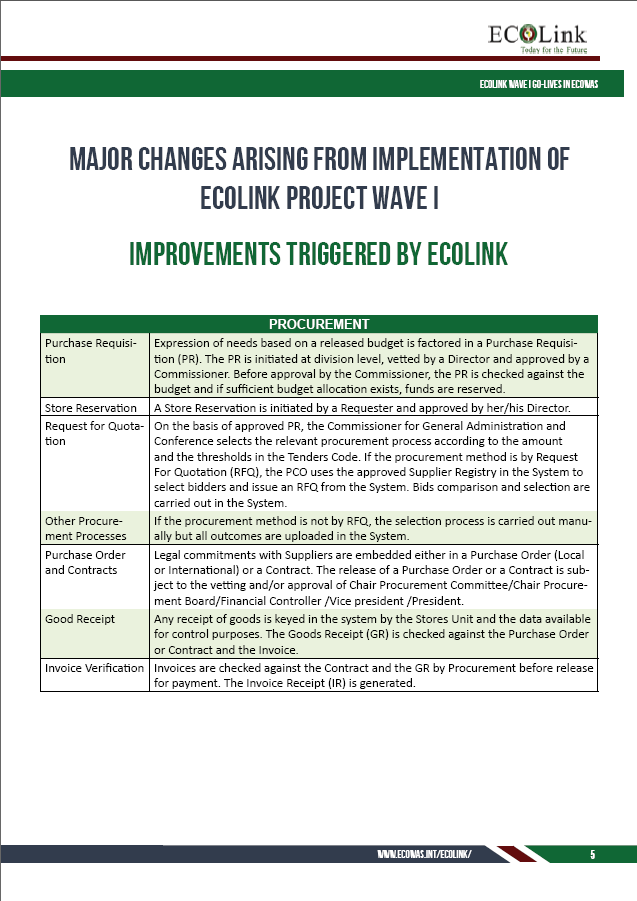 ECOLink
Today for the Future
ECOLINK WAVE I GO-LIVES IN ECOWAS
MAJOR CHANGES ARISING FROM IMPLEMENTATION OF
ECOLINK PROJECT WAVE I
IMPROVEMENTS TRIGGERED BY ECOLINK
PROCUREMENT
Purchase Requisi-
tion
Expression of needs based on a released budget is factored in a Purchase Requisi-
tion (PR). The PR is initiated at division level, vetted by a Director and approved by a
Commissioner. Before approval by the Commissioner, the PR is checked against the
budget and if sufficient budget allocation exists, funds are reserved.
Store Reservation
A Store Reservation is initiated by a Requester and approved by her/his Director.
Request for Quota-
tion
On the basis of approved PR, the Commissioner for General Administration and
Conference selects the relevant procurement process according to the amount
and the thresholds in the Tenders Code. If the procurement method is by Request
For Quotation (RFQ), the PCO uses the approved Supplier Registry in the System to
select bidders and issue an RFQ from the System. Bids comparison and selection are
carried out in the System.
Other Procure-
ment Processes
If the procurement method is not by RFQ, the selection process is carried out manu-
ally but all outcomes are uploaded in the System.
Purchase Order
and Contracts
Legal commitments with Suppliers are embedded either in a Purchase Order (Local
or International) or a Contract. The release of a Purchase Order or a Contract is sub-
ject to the vetting and/or approval of Chair Procurement Committee/Chair Procure-
ment Board/Financial Controller /Vice president /President.
Good Receipt
Any receipt of goods is keyed in the system by the Stores Unit and the data available
for control purposes. The Goods Receipt (GR) is checked against the Purchase Order
or Contract and the Invoice.
Invoice Verification
Invoices are checked against the Contract and the GR by Procurement before release
for payment. The Invoice Receipt (IR) is generated.
WWW.ECOWAS.INT/ECOLINK/
5